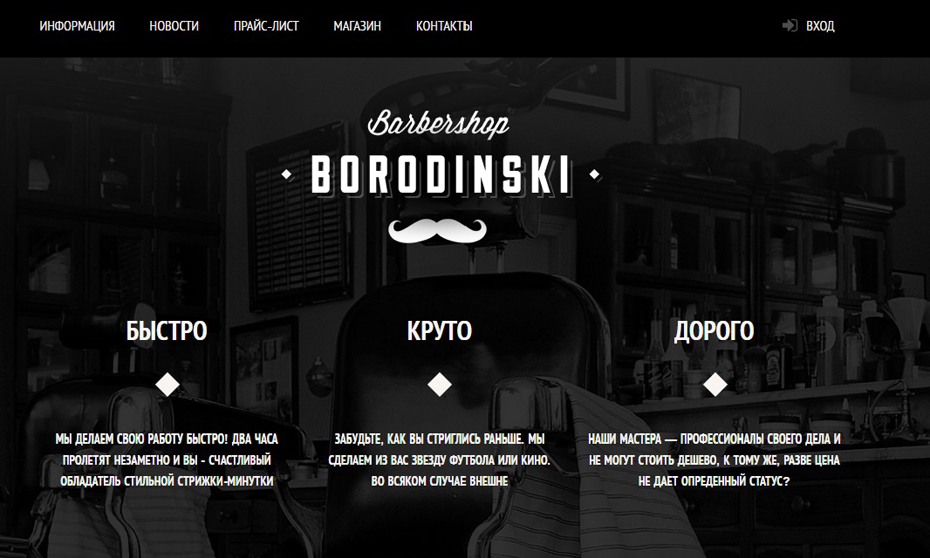 ИНФОРМАЦИЯ НОВОСТИ ПРАЙС-ЛИСТ МАГАЗИН КОНТАКТЫ ВХОД
Barbershop
BORODINSKI
БЫСТРО
МЫ ДЕЛАЕМ СВОЮ РАБОТУ БЫСТРО! ДВА ЧАСА
ПРОЛЕТЯТ НЕЗАМЕТНО И ВЫ - СЧАСТЛИВЫЙ
ОБЛАДАТЕЛЬ СТИЛЬНОЙ СТРИЖКИ-МИНУТКИ
КРУТО
ЗАБУДЬТЕ, КАК ВЫ СТРИГЛИСЬ РАНЬШЕ. МЫ
СДЕЛАЕМ ИЗ ВАС ЗВЕЗДУ ФУТБОЛА ИЛИ КИНО.
ВО ВСЯКОМ СЛУЧАЕ ВНЕШНЕ
ДОРОГО
НАШИ МАСТЕРА — ПРОФЕССИОНАЛЫ СВОЕГО ДЕЛА И
НЕ МОГУТ СТОИТЬ ДЕШЕВО, К ТОМУ ЖЕ, РАЗВЕ ЦЕНА
НЕ ДАЕТ ОПРЕДЕННЫЙ СТАТУС?